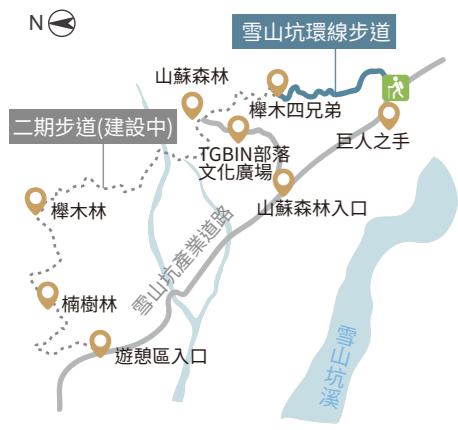 N
雪山坑環線步道
山蘇森林
櫸木四兄弟
二期步道(建設中)
巨人之手
TGBIN部落
文化廣場
櫸木林
山蘇森林入口
雪山坑產業道路
楠樹林
雪山坑溪
遊憩區入口